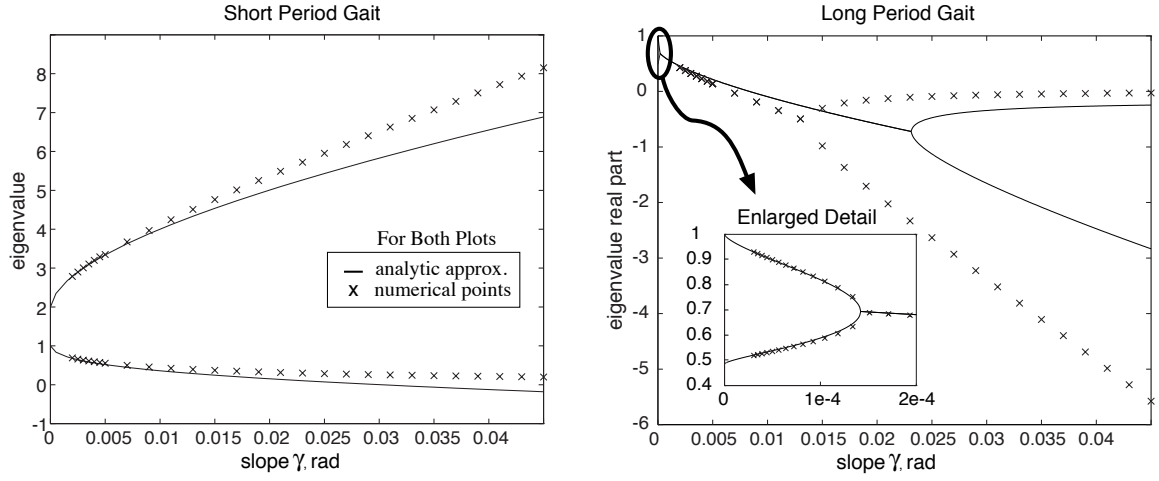 Short Period Gait
eigenvalue
8
7
6
5
4
3
2
1
0
-1
For Both Plots
analytic approx.
x numerical points
0 0.005 0.01 0.015 0.02 0.025 0.03 0.035 0.04
slope γ, rad
Long Period Gait
eigenvalue real part
1
0
-1
-2
-3
-4
-5
-6
Enlarged Detail
1
0.9
0.8
0.7
0.6
0.5
0.4
0 1e-4 2e-4
0 0.005 0.01 0.015 0.02 0.025 0.03 0.035 0.04
slope γ, rad